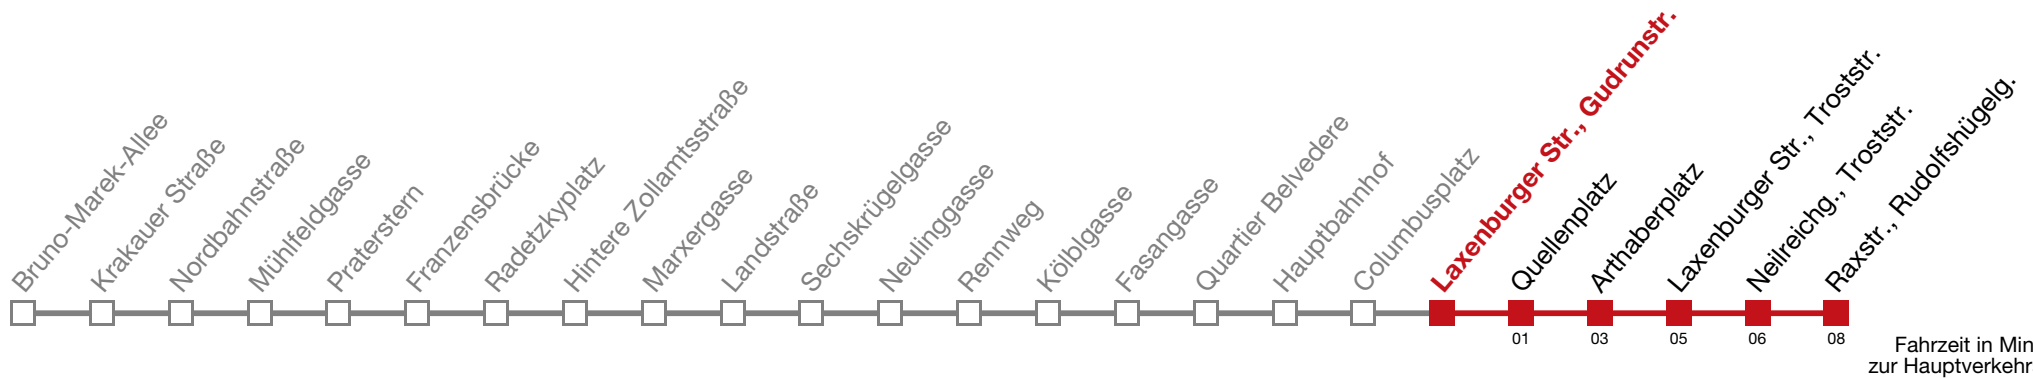 Bruno-Marek-Allee
Krakauer Straße
Nordbahnstraße
Mühlfeldgasse
Praterstern
Franzensbrücke
Radetzkyplatz
Hintere Zollamtsstraße
Marxergasse
Landstraße
Sechskrügelgasse
Neulinggasse
Rennweg
Kölblgasse
Fasangasse
Quartier Belvedere
Hauptbahnhof
Columbusplatz
Laxenburger Str., Gudrunstr.
Quellenplatz
Arthaberplatz
Laxenburger Str., Troststr.
Neilreichg., Troststr.
Raxstr., Rudolfshügelg.
01
03
05
06
08
Fahrzeit in Min
zur Hauptverkehr